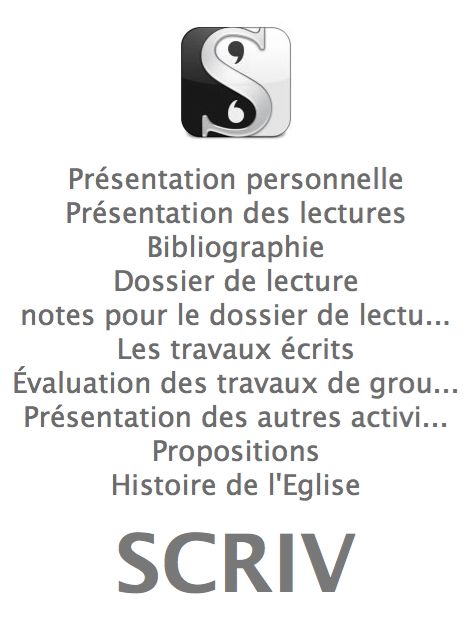 Présentation personnelle
Présentation des lectures
Bibliographie
Dossier de lecture
notes pour le dossier de lectu...
Les travaux écrits
Évaluation des travaux de grou...
Présentation des autres activi...
Propositions
Histoire de l'Eglise
SCRIV